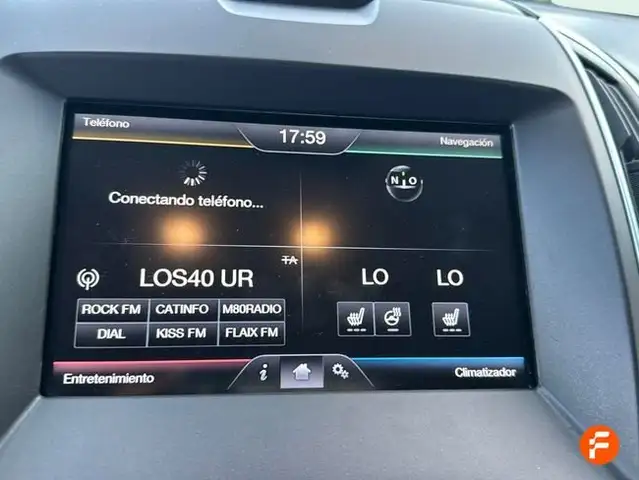 Teléfono
17:59
Navegación
N O
Conectando teléfono...
TA
LOS40 UR
LO
LO
ROCK FM
CATINFO
M80RADIO
DIAL
KISS FM
FLAIX FM
Entretenimiento
i
Climatizador